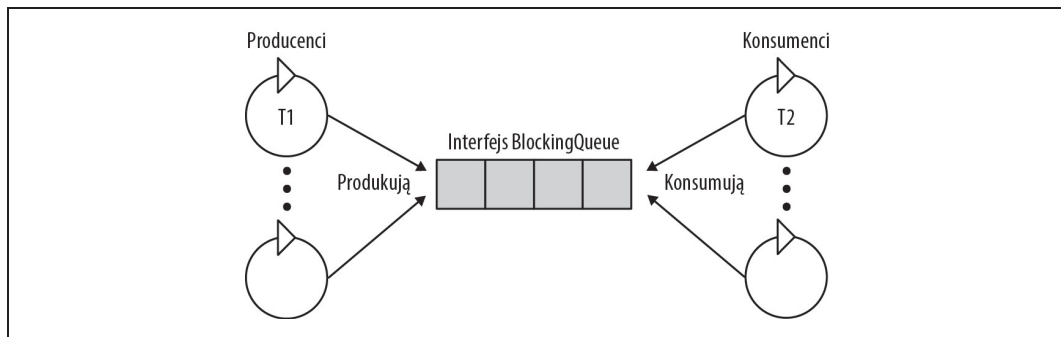 Producenci
Konsumenci
T1
T2
Interfejs BlockingQueue
Produkują
Konsumują